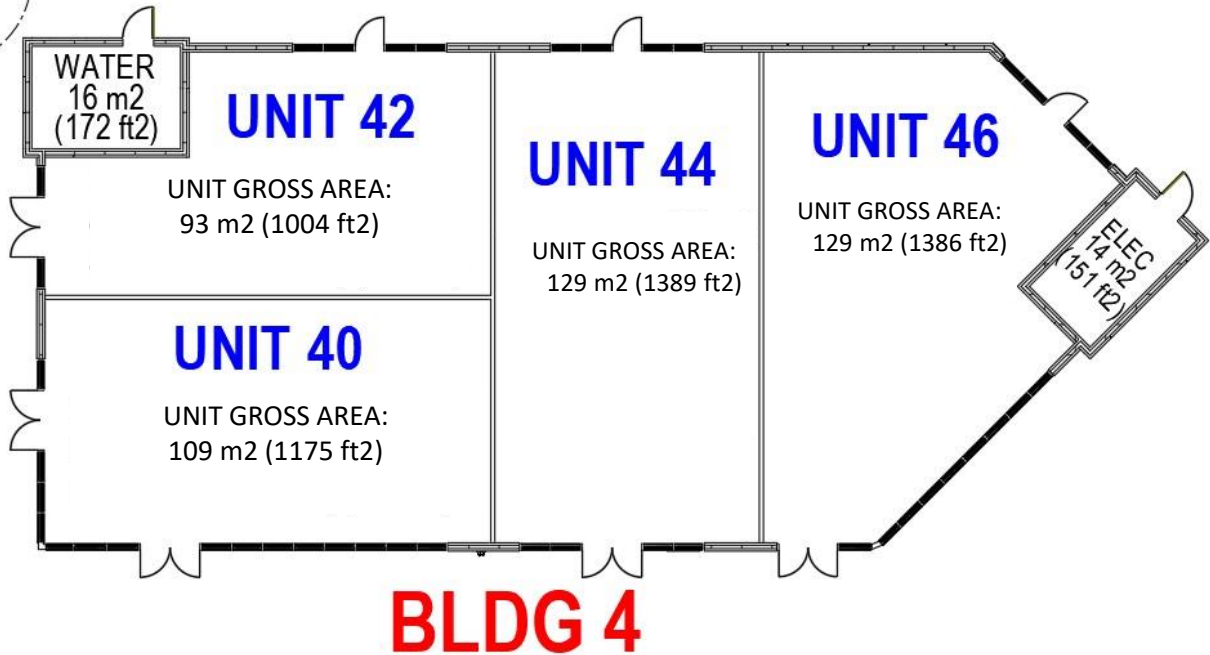 WATER
16 m2
(172 ft2)
UNIT 42
UNIT GROSS AREA:
93 m2 (1004 ft2)
UNIT 44
UNIT GROSS AREA:
129 m2 (1389 ft2)
UNIT 46
UNIT GROSS AREA:
129 m2 (1386 ft2)
ELEC
14 m2
(151 ft2)
UNIT 40
UNIT GROSS AREA:
109 m2 (1175 ft2)
BLDG 4